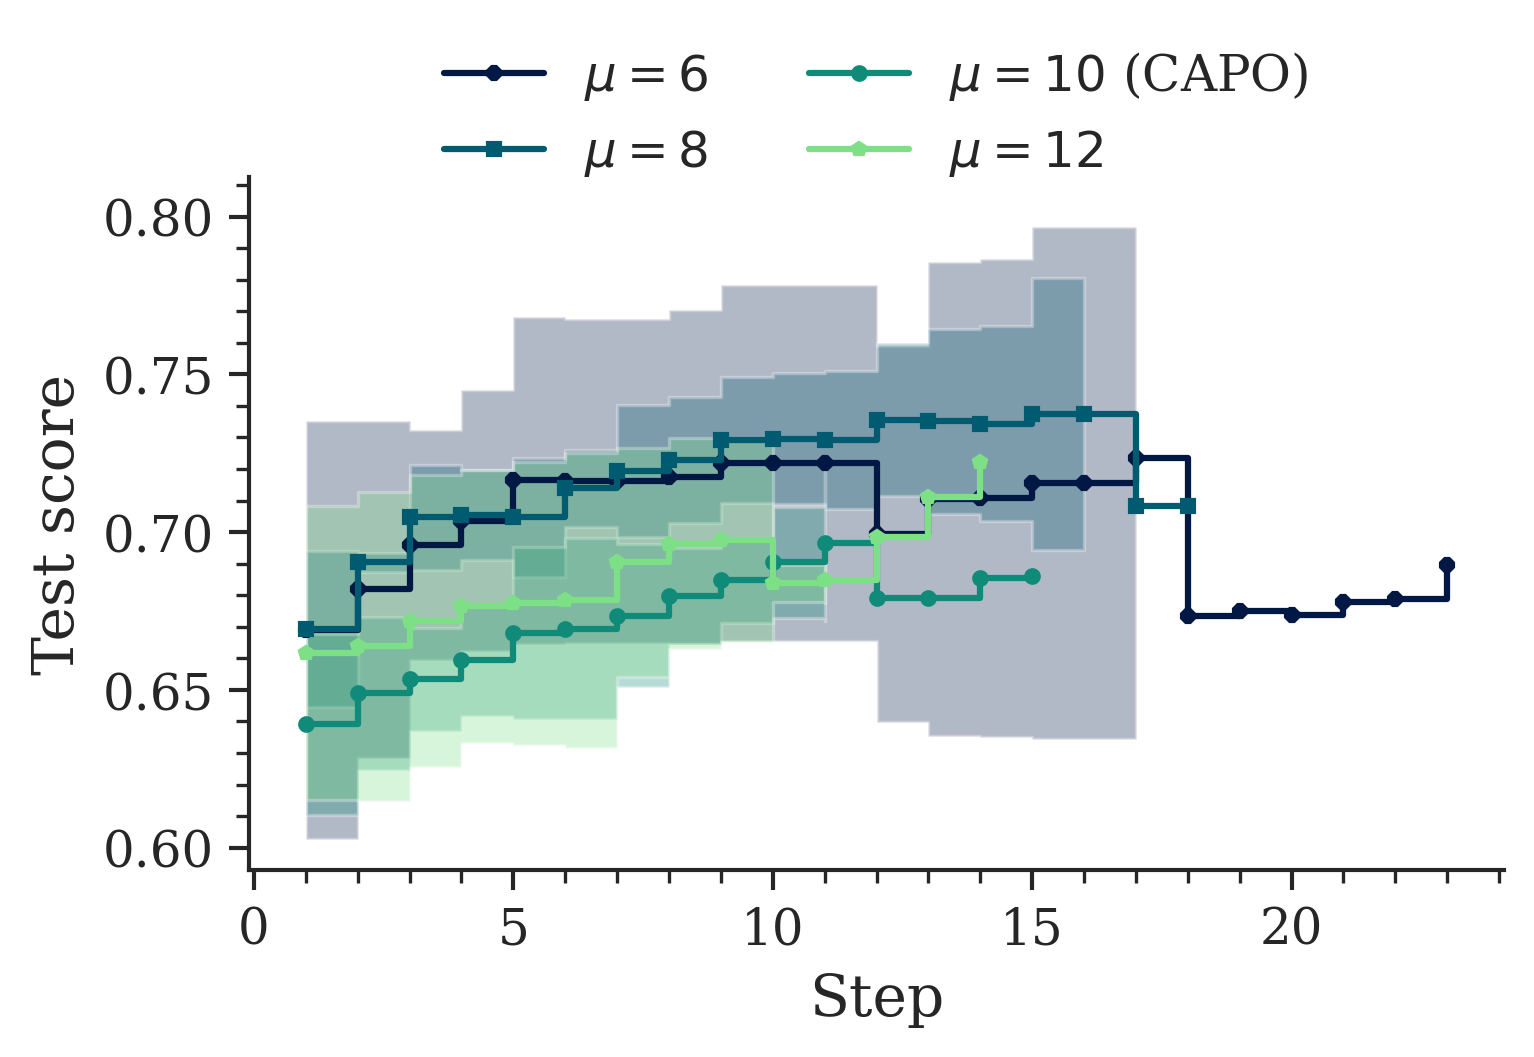 μ = 6
μ = 8
μ = 10 (CAPO)
μ = 12
Test score
0.80
0.75
0.70
0.65
0.60
0 5 10 15 20
Step